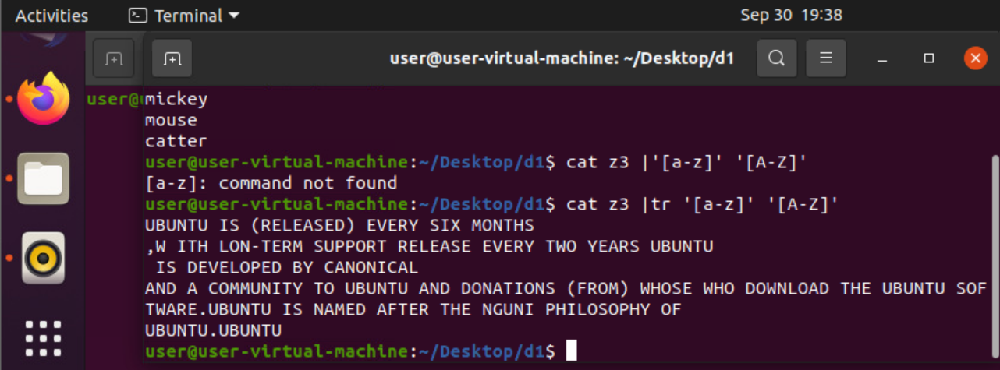 Activities Terminal Sep 30 19:38
user@user-virtual-machine: ~/Desktop/d1
user@
mickey
mouse
catter
user@user-virtual-machine:~/Desktop/d1$ cat z3 |'[a-z]' '[A-Z]'
[a-z]: command not found
user@user-virtual-machine:~/Desktop/d1$ cat z3 |tr '[a-z]' '[A-Z]'
UBUNTU IS (RELEASED) EVERY SIX MONTHS
,W ITH LON-TERM SUPPORT RELEASE EVERY TWO YEARS UBUNTU
 IS DEVELOPED BY CANONICAL
AND A COMMUNITY TO UBUNTU AND DONATIONS (FROM) WHOSE WHO DOWNLOAD THE UBUNTU SOF
TWARE.UBUNTU IS NAMED AFTER THE NGUNI PHILOSOPHY OF
UBUNTU.UBUNTU
user@user-virtual-machine:~/Desktop/d1$